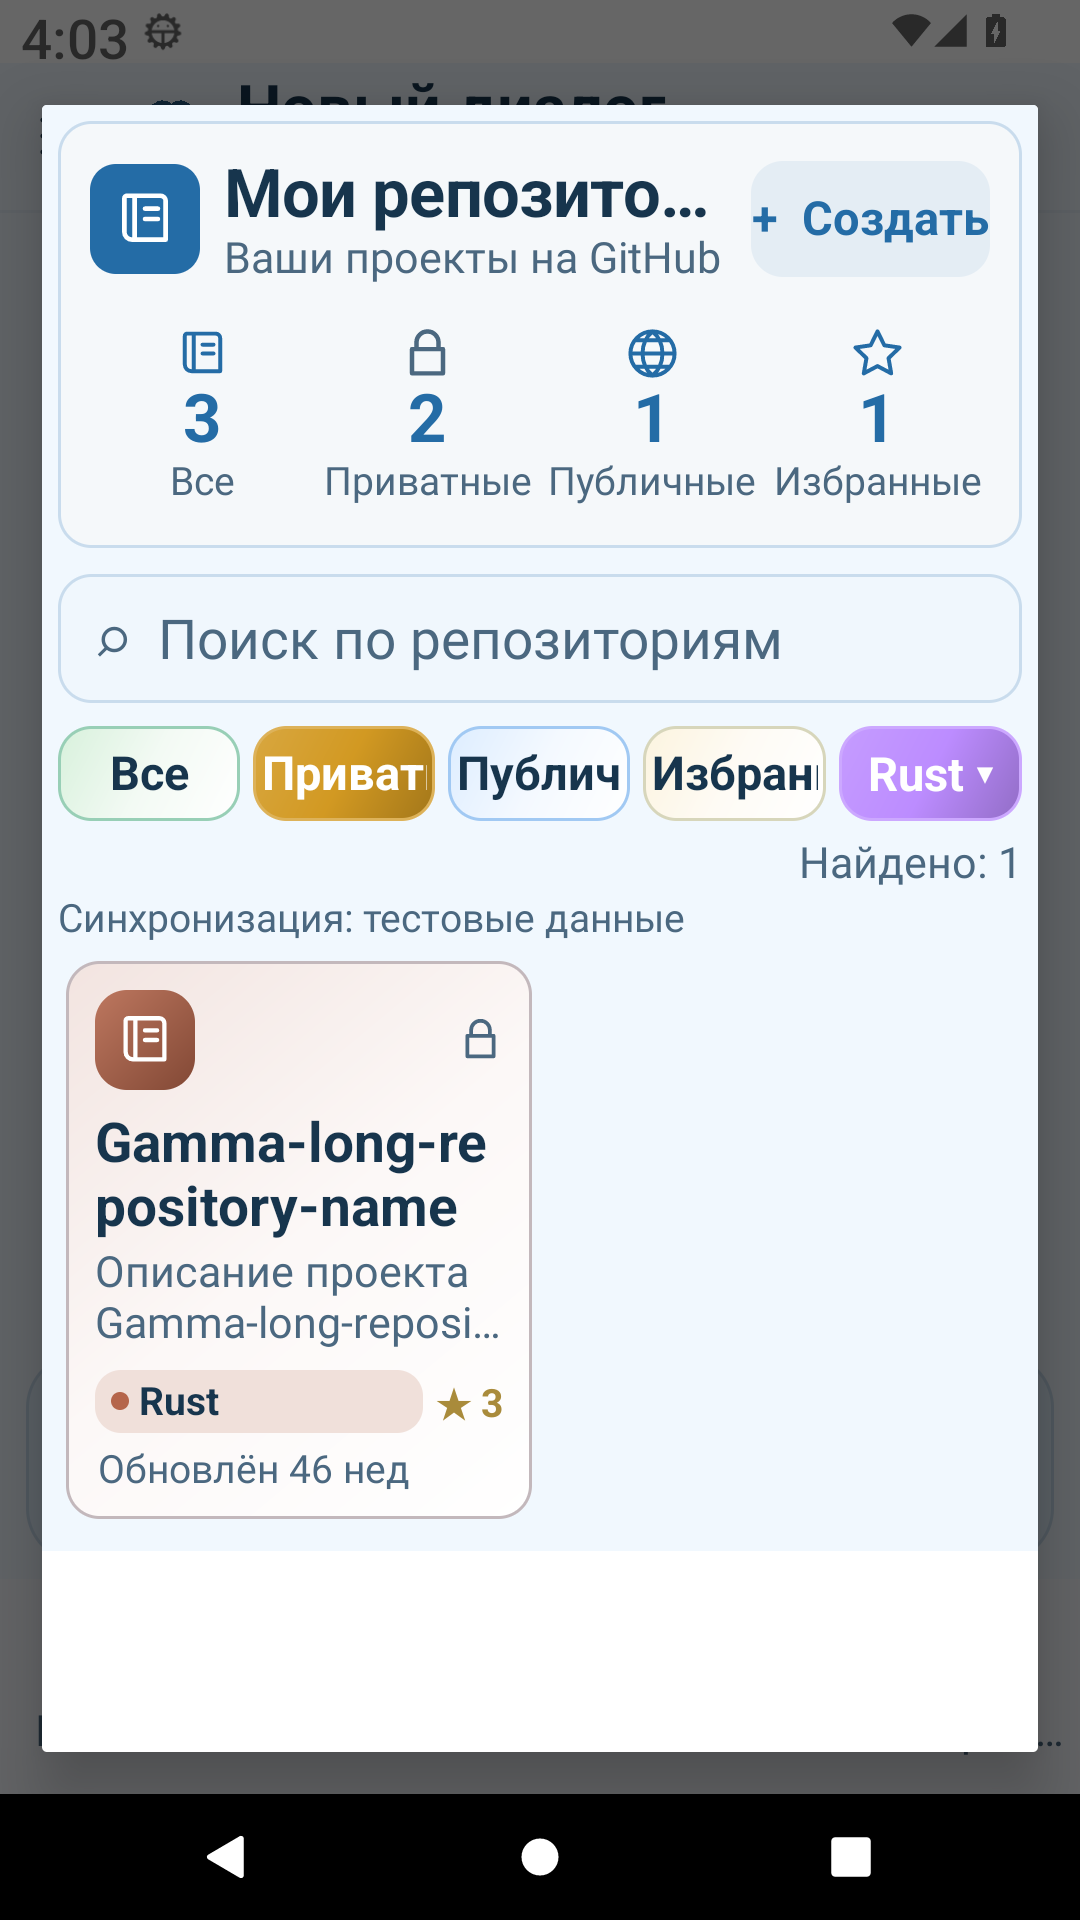 4:03
Новый диалог
Мои репозито...
Ваши проекты на GitHub
+ Создать
3
2
1
1
Все
Приватные
Публичные
Избранные
Поиск по репозиториям
Все
Приват
Публич
Избран
Rust ▾
Найдено: 1
Синхронизация: тестовые данные
Gamma-long-re
pository-name
Описание проекта
Gamma-long-reposi...
Rust
★ 3
Обновлён 46 нед